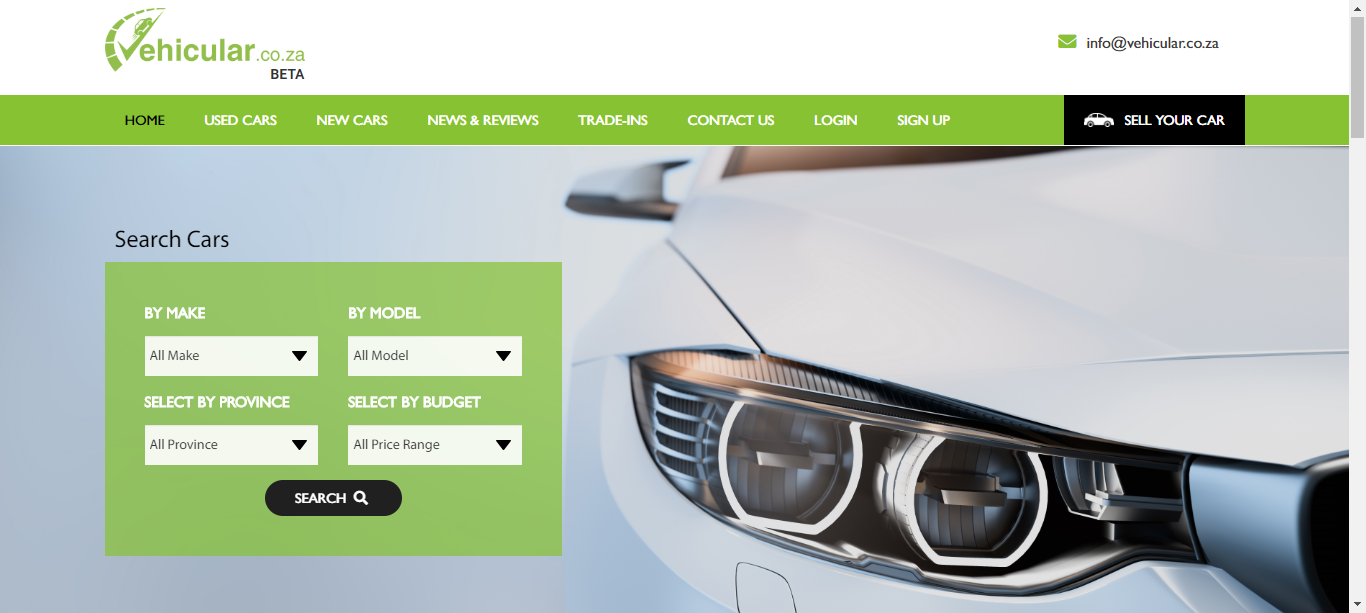 Vehicular.co.za
BETA
info@vehicular.co.za
HOME USED CARS NEW CARS NEWS & REVIEWS TRADE-INS CONTACT US LOGIN SIGN UP SELL YOUR CAR
Search Cars
BY MAKE BY MODEL
All Make All Model
SELECT BY PROVINCE SELECT BY BUDGET
All Province All Price Range
SEARCH